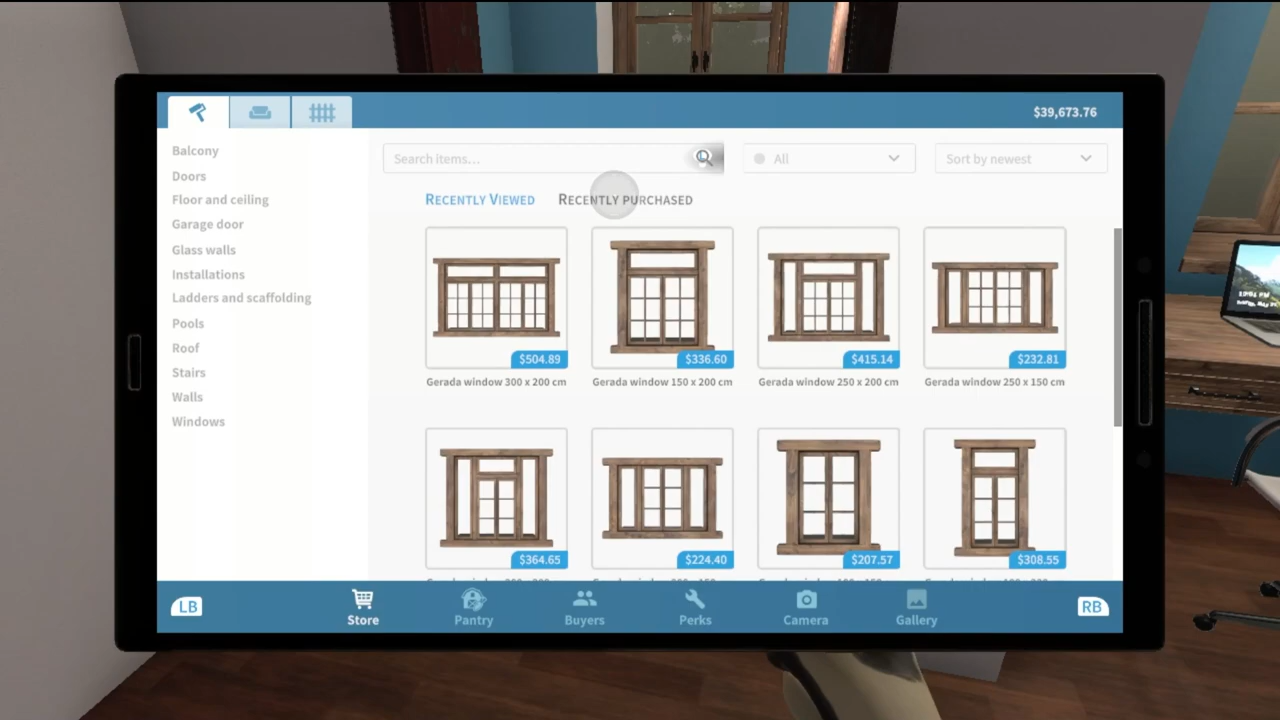 $39,673.76
Balcony
Doors
Floor and ceiling
Garage door
Glass walls
Installations
Ladders and scaffolding
Pools
Roof
Stairs
Walls
Windows
Search items...
All
Sort by newest
Recently Viewed
Recently purchased
$504.89
$336.60
$415.14
$232.81
Gerada window 300 x 200 cm
Gerada window 150 x 200 cm
Gerada window 250 x 200 cm
Gerada window 250 x 150 cm
$364.65
$224.40
$207.57
$308.55
LB
Store
Pantry
Buyers
Perks
Camera
Gallery
RB